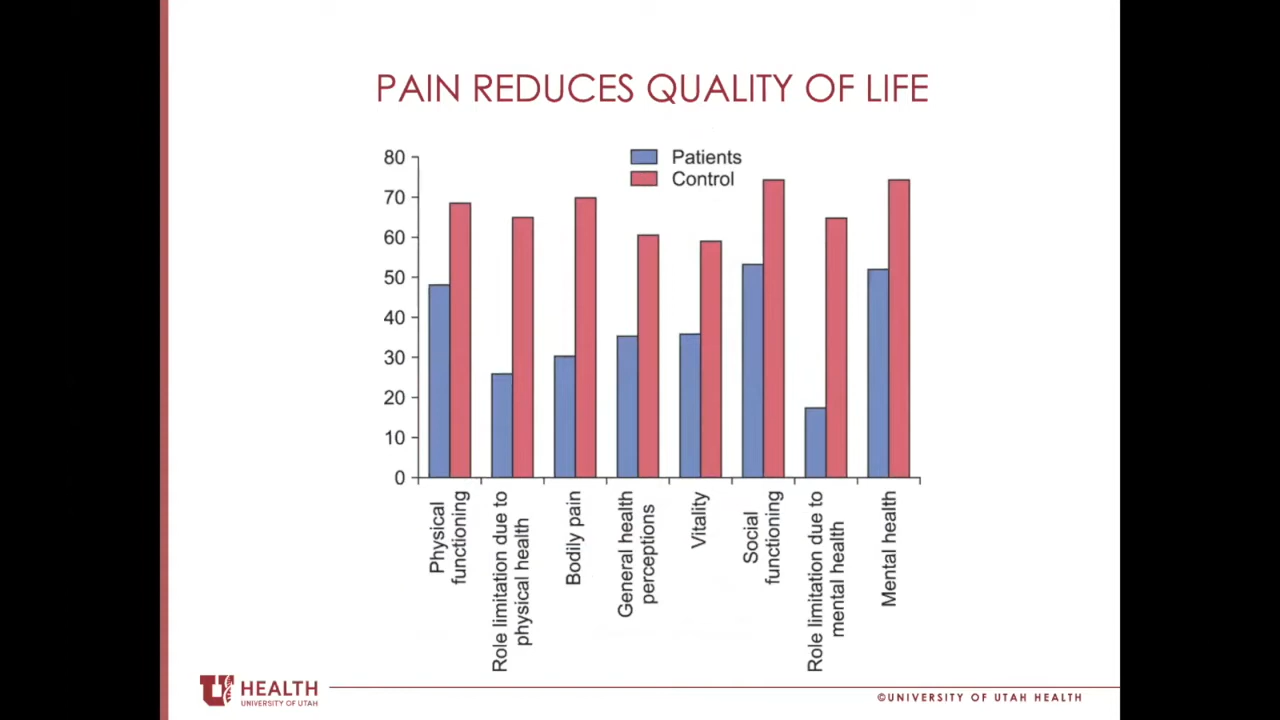 PAIN REDUCES QUALITY OF LIFE
Patients
Control
80
70
60
50
40
30
20
10
0
Physical
functioning
Role limitation due to
physical health
Bodily pain
General health
perceptions
Vitality
Social
functioning
Role limitation due to
mental health
Mental health
U HEALTH
UNIVERSITY OF UTAH
©UNIVERSITY OF UTAH HEALTH